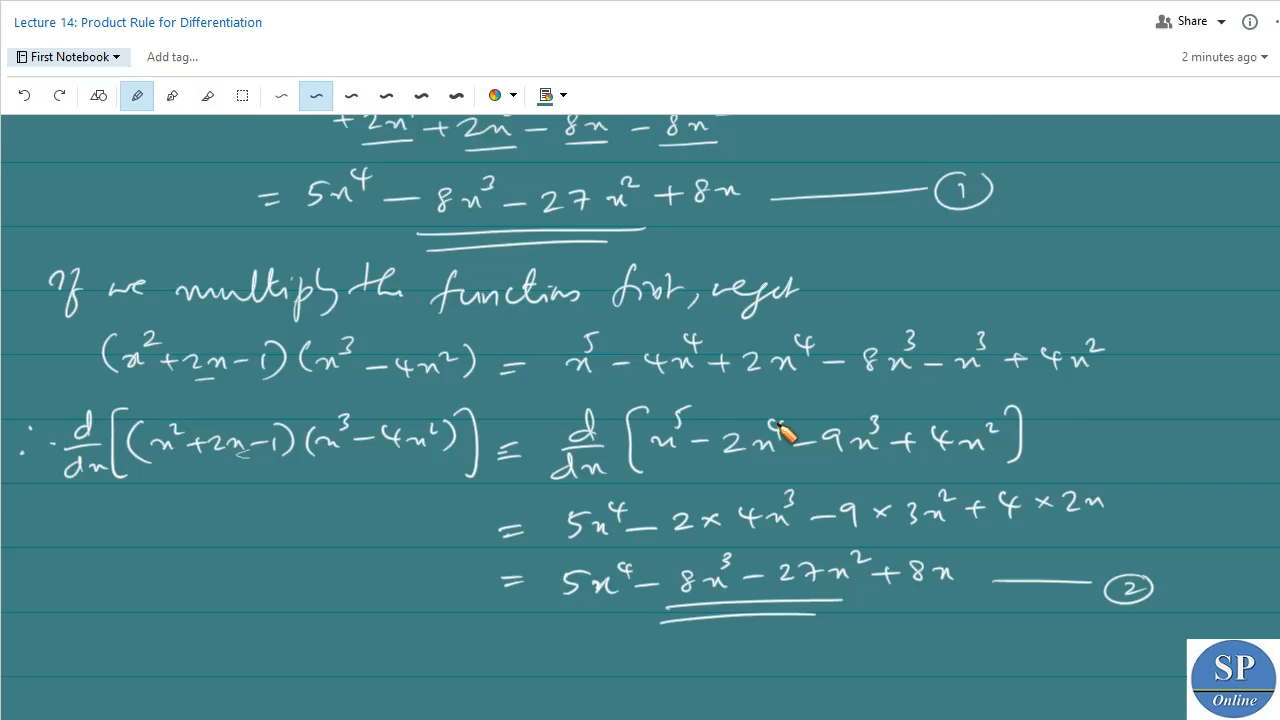 Lecture 14: Product Rule for Differentiation
Share
First Notebook
Add tag...
2 minutes ago
+ 2x + 2x - 8x - 8x
= 5x⁴ - 8x³ - 27x² + 8x ——— ①
If we multiply the functions first, we get
(x² + 2x - 1)(x³ - 4x²) = x⁵ - 4x⁴ + 2x⁴ - 8x³ - x³ + 4x²
∴ d/dx[(x² + 2x - 1)(x³ - 4x²)] = d/dx [x⁵ - 2x⁴ - 9x³ + 4x²]
= 5x⁴ - 2 × 4x³ - 9 × 3x² + 4 × 2x
= 5x⁴ - 8x³ - 27x² + 8x ——— ②
SP
Online